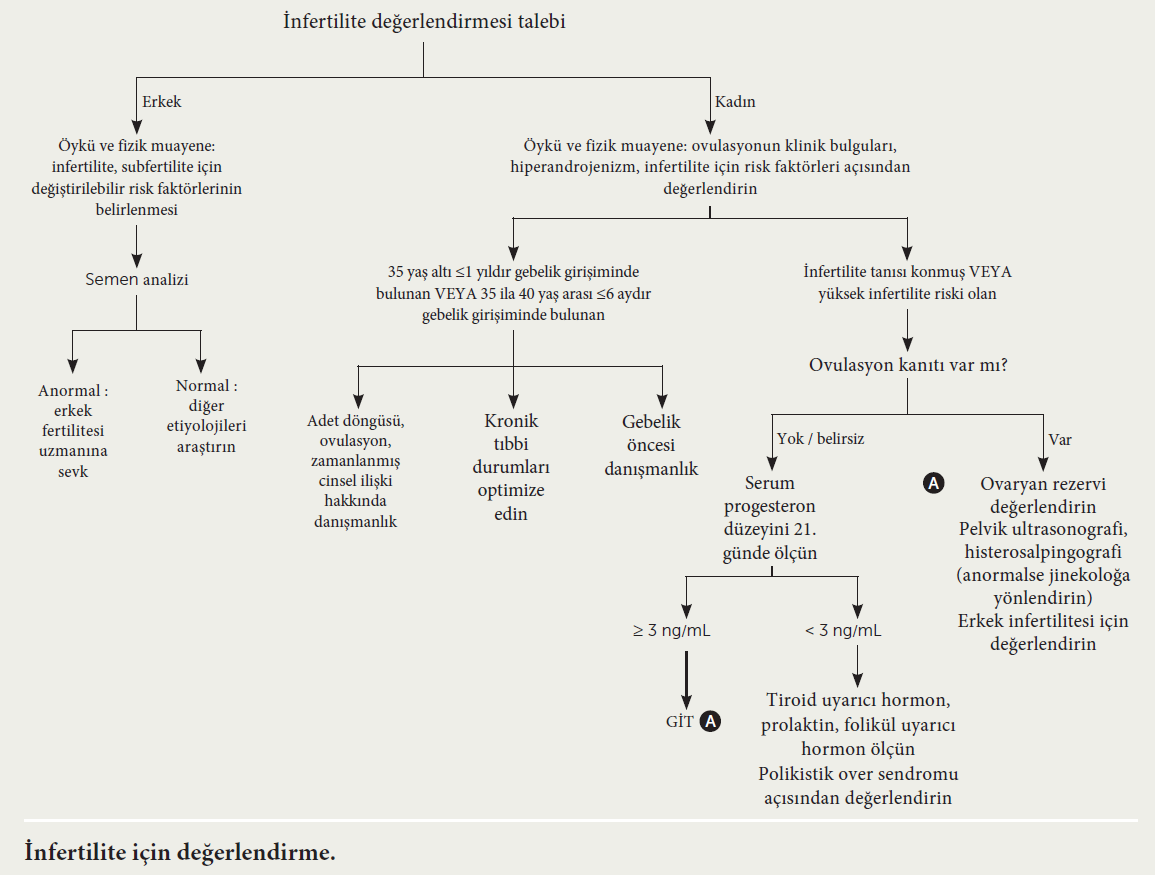 İnfertilite değerlendirmesi talebi
Erkek
Kadın
Öykü ve fizik muayene:
infertilite, subfertilite için
değiştirilebilir risk faktörlerinin
belirlenmesi
Öykü ve fizik muayene: ovulasyonun klinik bulguları,
hiperandrojenizm, infertilite için risk faktörleri açısından
değerlendirin
Semen analizi
35 yaş altı ≤1 yıldır gebelik girişiminde
bulunan VEYA 35 ila 40 yaş arası ≤6 aydır
gebelik girişiminde bulunan
İnfertilite tanısı konmuş VEYA
yüksek infertilite riski olan
Ovulasyon kanıtı var mı?
Anormal :
erkek
fertilitesi
uzmanına
sevk
Normal :
diğer
etiyolojileri
araştırın
Adet döngüsü,
ovulasyon,
zamanlanmış
cinsel ilişki
hakkında
danışmanlık
Kronik
tıbbi
durumları
optimize
edin
Gebelik
öncesi
danışmanlık
Yok / belirsiz
Var
Serum
progesteron
düzeyini 21.
günde ölçün
A
Ovaryan rezervi
değerlendirin
Pelvik ultrasonografi,
histerosalpingografi
(anormalse jinekoloğa
yönlendirin)
Erkek infertilitesi için
değerlendirin
≥ 3 ng/mL
< 3 ng/mL
GİT A
Tiroid uyarıcı hormon,
prolaktin, folikül uyarıcı
hormon ölçün
Polikistik over sendromu
açısından değerlendirin
İnfertilite için değerlendirme.